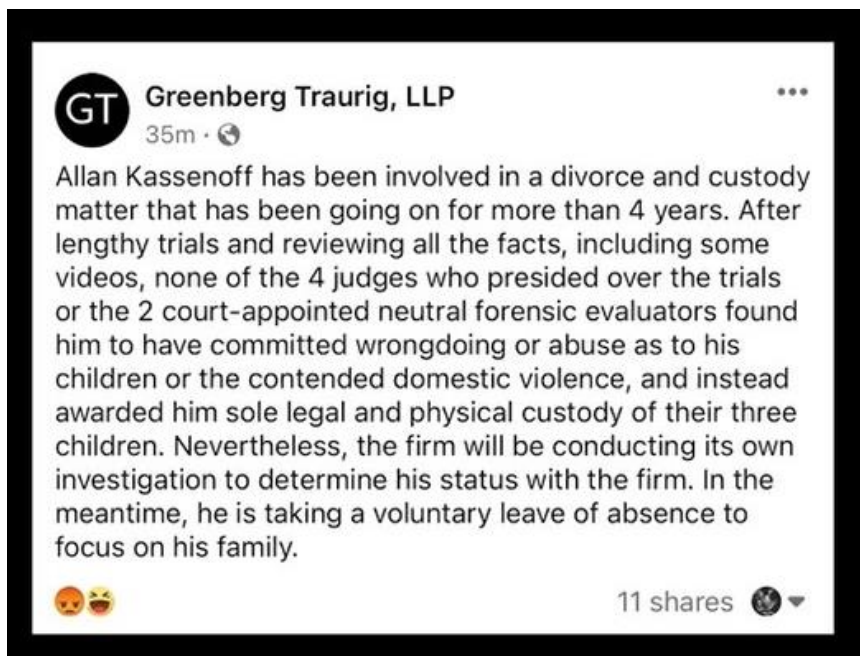 GT
Greenberg Traurig, LLP
35m ·
Allan Kassenoff has been involved in a divorce and custody
matter that has been going on for more than 4 years. After
lengthy trials and reviewing all the facts, including some
videos, none of the 4 judges who presided over the trials
or the 2 court-appointed neutral forensic evaluators found
him to have committed wrongdoing or abuse as to his
children or the contended domestic violence, and instead
awarded him sole legal and physical custody of their three
children. Nevertheless, the firm will be conducting its own
investigation to determine his status with the firm. In the
meantime, he is taking a voluntary leave of absence to
focus on his family.
11 shares